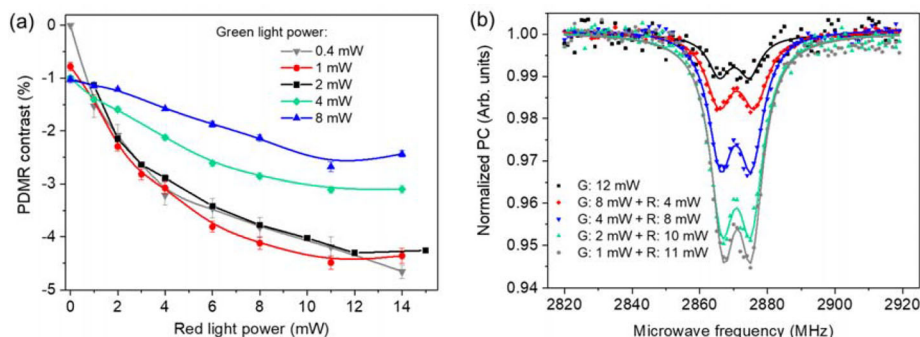 (a)
0
-1
-2
-3
-4
-5
PDMR contrast (%)
Green light power:
0.4 mW
1 mW
2 mW
4 mW
8 mW
0 2 4 6 8 10 12 14
Red light power (mW)
(b)
1.00
0.99
0.98
0.97
0.96
0.95
0.94
Normalized PC (Arb. units)
G: 12 mW
G: 8 mW + R: 4 mW
G: 4 mW + R: 8 mW
G: 2 mW + R: 10 mW
G: 1 mW + R: 11 mW
2820 2840 2860 2880 2900 2920
Microwave frequency (MHz)